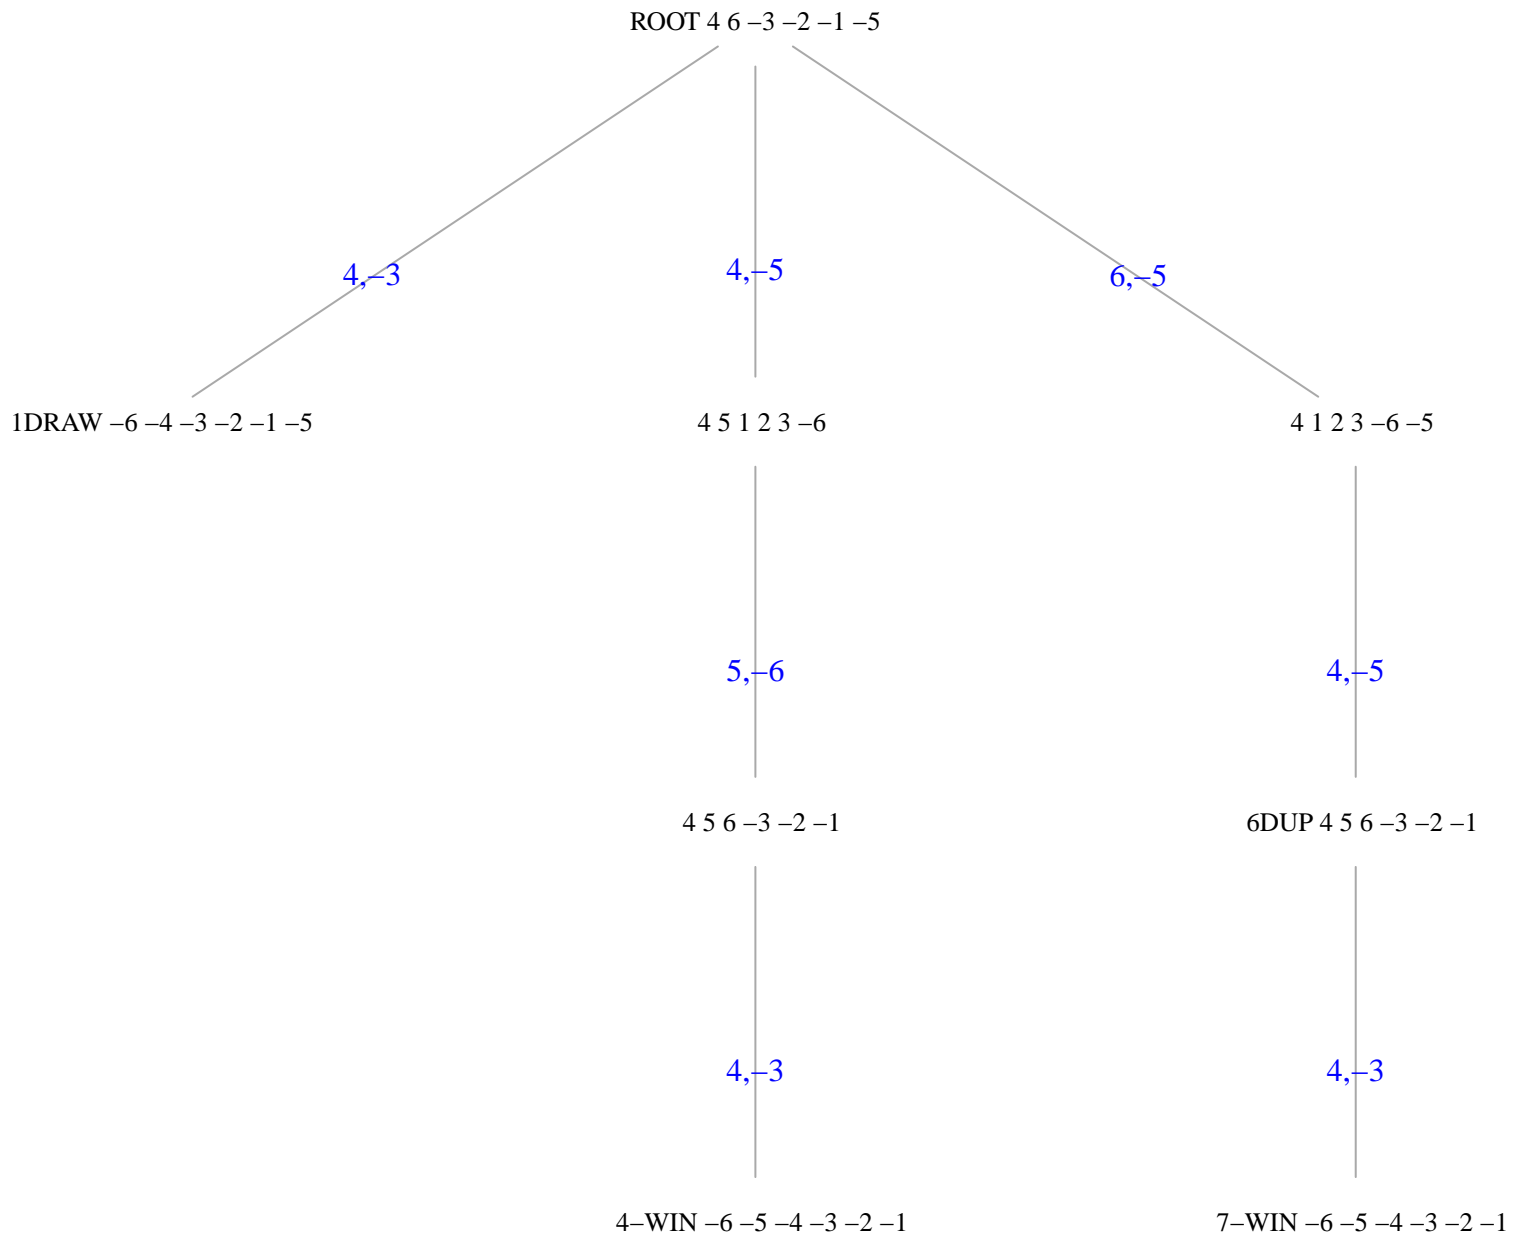 ROOT 4 6 –3 –2 –1 –5
4,–3
4,–5
6,–5
1DRAW –6 –4 –3 –2 –1 –5
4 5 1 2 3 –6
4 1 2 3 –6 –5
5,–6
4,–5
4 5 6 –3 –2 –1
6DUP 4 5 6 –3 –2 –1
4,–3
4,–3
4–WIN –6 –5 –4 –3 –2 –1
7–WIN –6 –5 –4 –3 –2 –1